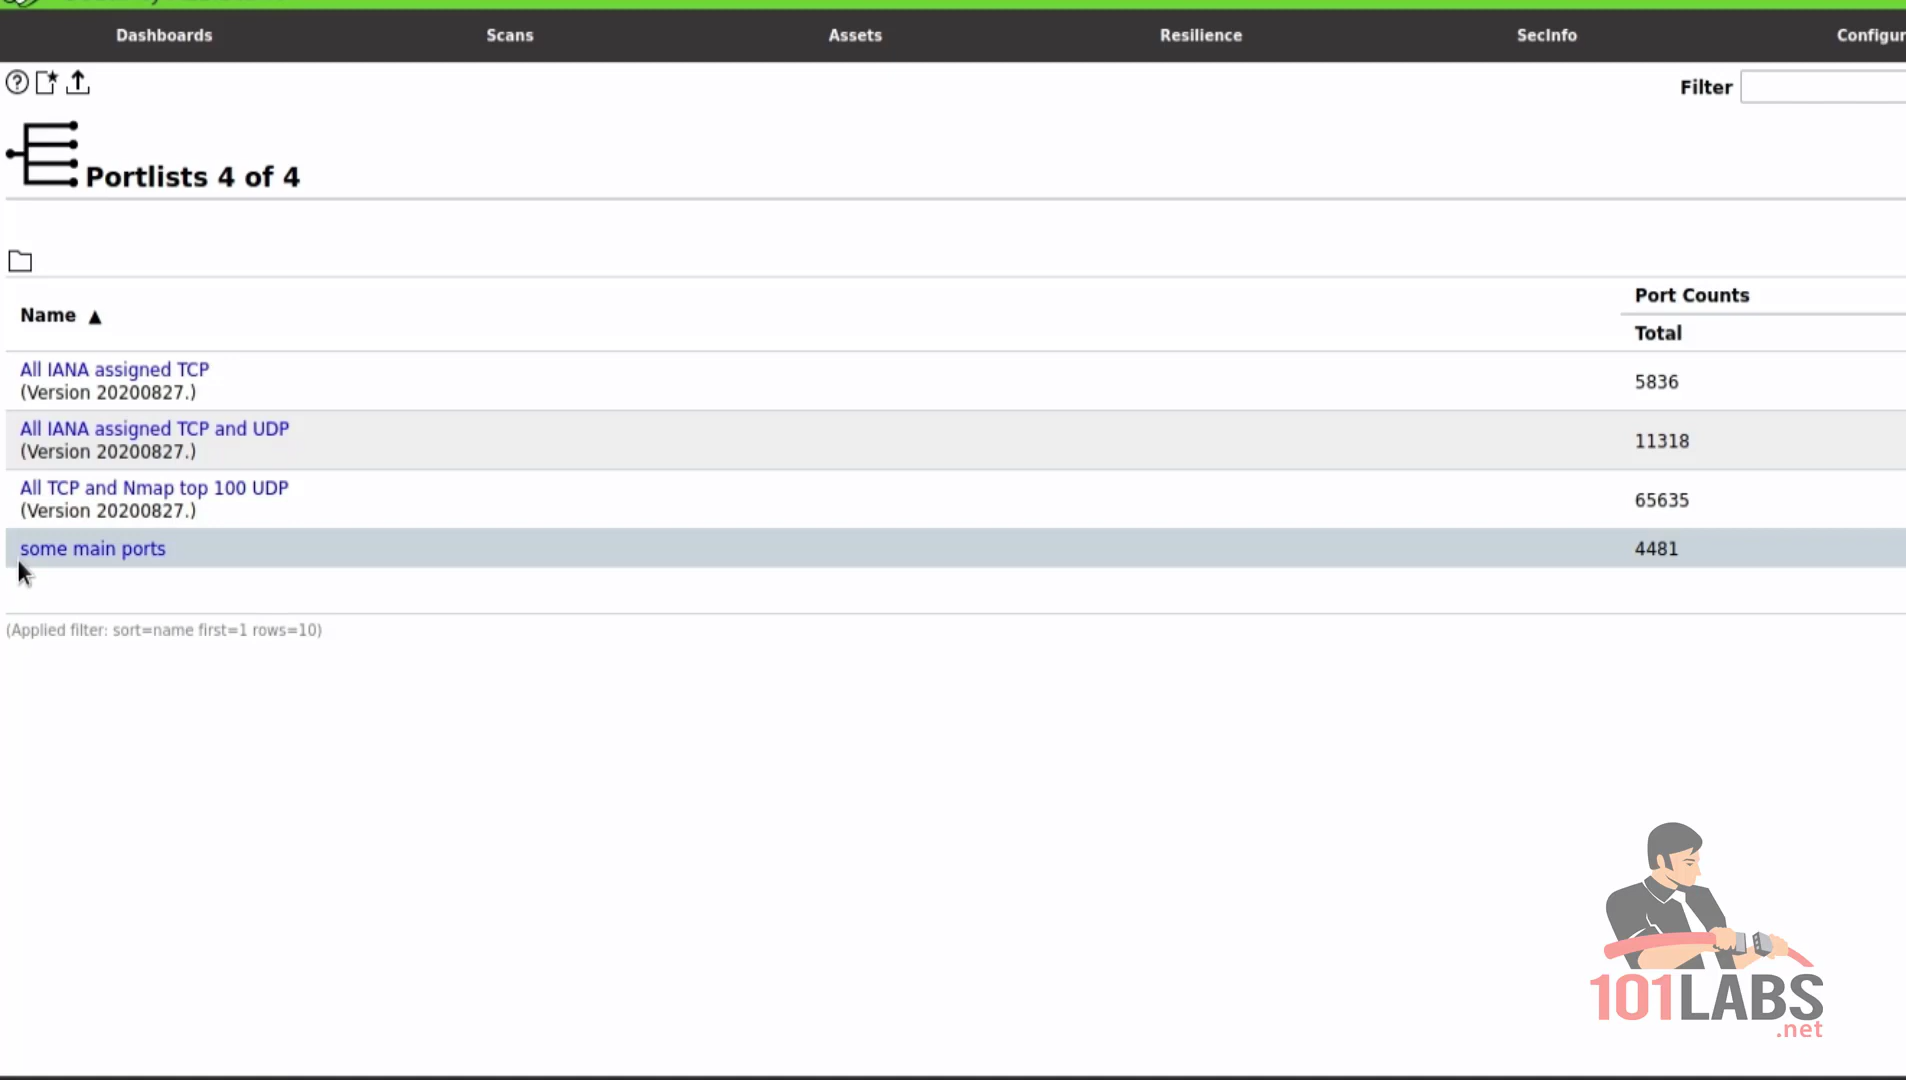 Dashboards Scans Assets Resilience SecInfo Configur
Filter
Portlists 4 of 4
Name ▲ Port Counts
Total
All IANA assigned TCP
(Version 20200827.) 5836
All IANA assigned TCP and UDP
(Version 20200827.) 11318
All TCP and Nmap top 100 UDP
(Version 20200827.) 65635
some main ports 4481
(Applied filter: sort=name first=1 rows=10)
101LABS
.net